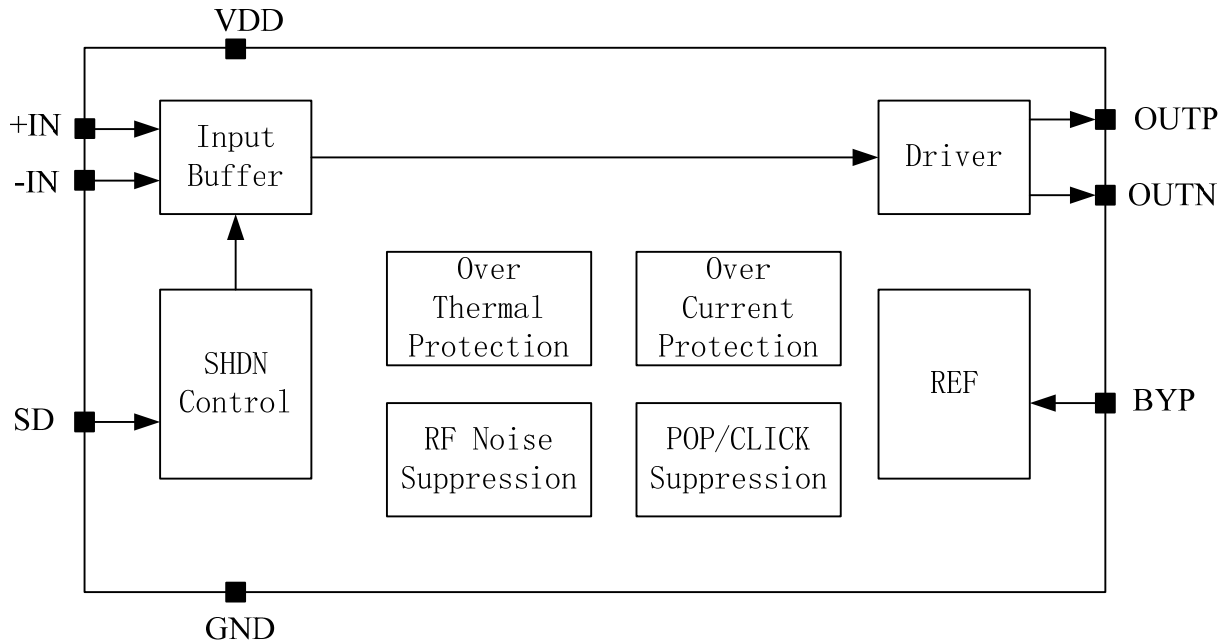 VDD
+IN
-IN
Input
Buffer
Driver
OUTP
OUTN
Over
Thermal
Protection
Over
Current
Protection
SHDN
Control
REF
SD
BYP
RF Noise
Suppression
POP/CLICK
Suppression
GND